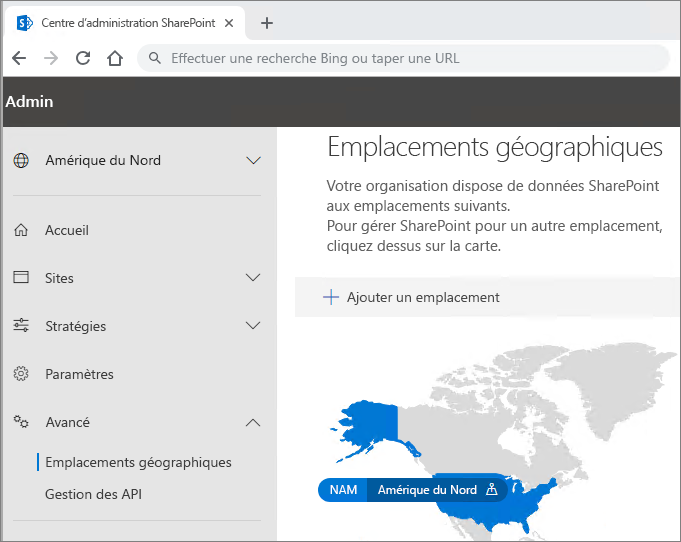 Centre d'administration SharePoint
Effectuer une recherche Bing ou taper une URL
Admin
Amérique du Nord
Accueil
Sites
Stratégies
Paramètres
Avancé
Emplacements géographiques
Gestion des API
Emplacements géographiques
Votre organisation dispose de données SharePoint
aux emplacements suivants.
Pour gérer SharePoint pour un autre emplacement,
cliquez dessus sur la carte.
Ajouter un emplacement
NAM Amérique du Nord